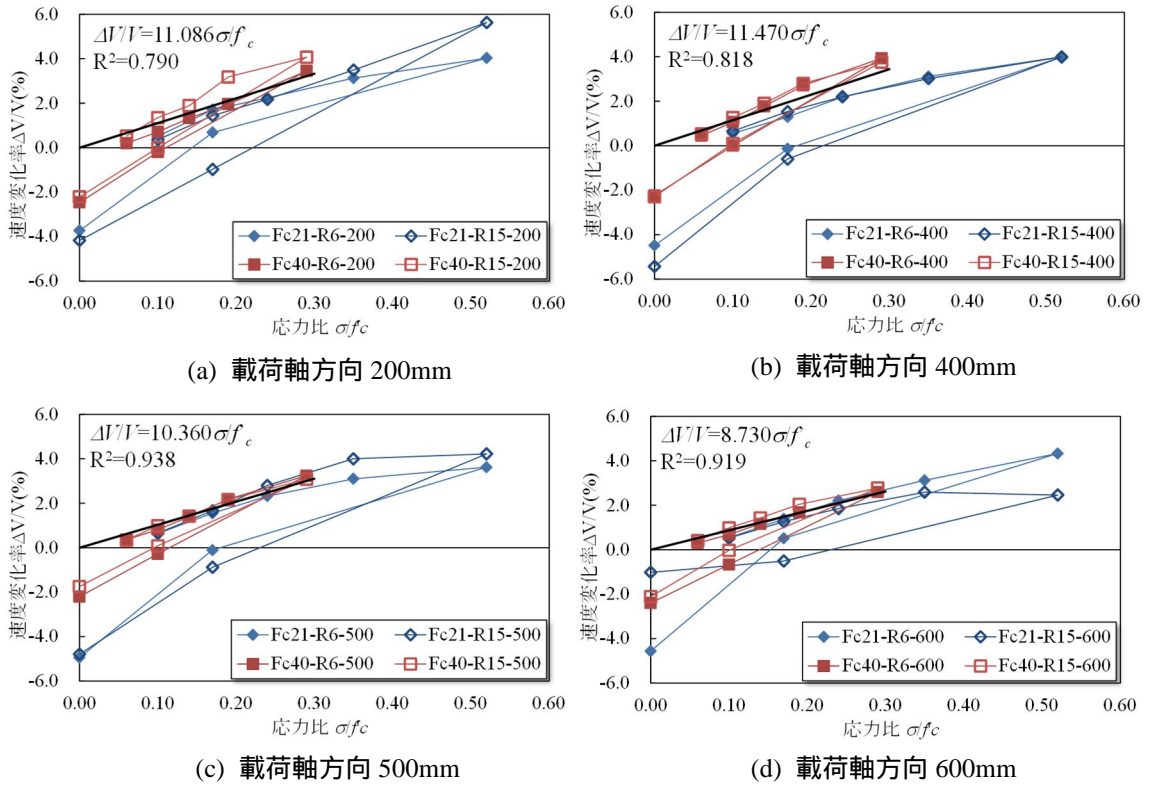 ΔV/V=11.086σ/f'c
R²=0.790
速度変化率ΔV/V(%)
6.0
4.0
2.0
0.0
-2.0
-4.0
-6.0
Fc21-R6-200 Fc21-R15-200
Fc40-R6-200 Fc40-R15-200
0.00 0.10 0.20 0.30 0.40 0.50 0.60
応力比 σ/f'c
(a) 載荷軸方向 200mm
ΔV/V=11.470σ/f'c
R²=0.818
速度変化率ΔV/V(%)
6.0
4.0
2.0
0.0
-2.0
-4.0
-6.0
Fc21-R6-400 Fc21-R15-400
Fc40-R6-400 Fc40-R15-400
0.00 0.10 0.20 0.30 0.40 0.50 0.60
応力比 σ/f'c
(b) 載荷軸方向 400mm
ΔV/V=10.360σ/f'c
R²=0.938
速度変化率ΔV/V(%)
6.0
4.0
2.0
0.0
-2.0
-4.0
-6.0
Fc21-R6-500 Fc21-R15-500
Fc40-R6-500 Fc40-R15-500
0.00 0.10 0.20 0.30 0.40 0.50 0.60
応力比 σ/f'c
(c) 載荷軸方向 500mm
ΔV/V=8.730σ/f'c
R²=0.919
速度変化率ΔV/V(%)
6.0
4.0
2.0
0.0
-2.0
-4.0
-6.0
Fc21-R6-600 Fc21-R15-600
Fc40-R6-600 Fc40-R15-600
0.00 0.10 0.20 0.30 0.40 0.50 0.60
応力比 σ/f'c
(d) 載荷軸方向 600mm